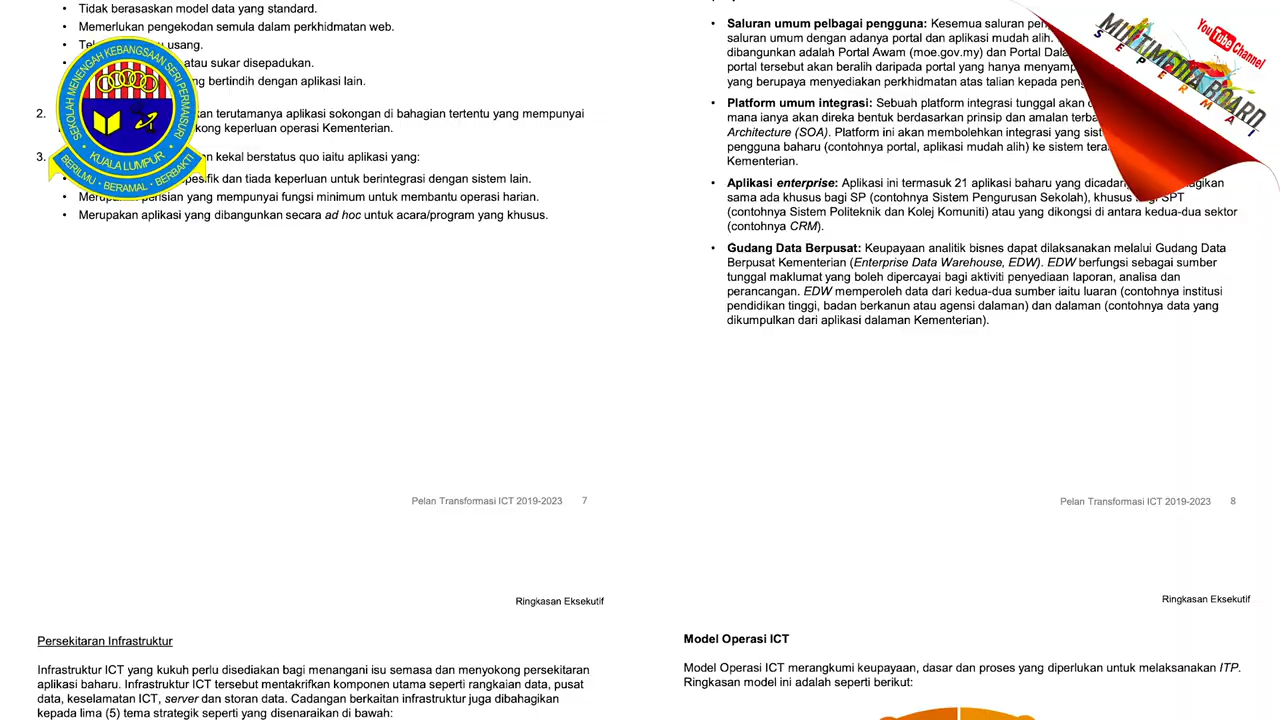 Tidak berasaskan model data yang standard.
• Memerlukan pengekodan semula dalam perkhidmatan web.
• usang.
atau sukar disepadukan.
bertindih dengan aplikasi lain.
2. terutamanya aplikasi sokongan di bahagian tertentu yang mempunyai
keperluan operasi Kementerian.
3. kekal berstatus quo iaitu aplikasi yang:
dan tiada keperluan untuk berintegrasi dengan sistem lain.
• yang mempunyai fungsi minimum untuk membantu operasi harian.
• Merupakan aplikasi yang dibangunkan secara ad hoc untuk acara/program yang khusus.
Pelan Transformasi ICT 2019-2023 7
Ringkasan Eksekutif
Persekitaran Infrastruktur
Infrastruktur ICT yang kukuh perlu disediakan bagi menangani isu semasa dan menyokong persekitaran
aplikasi baharu. Infrastruktur ICT tersebut mentakrifkan komponen utama seperti rangkaian data, pusat
data, keselamatan ICT, server dan storan data. Cadangan berkaitan infrastruktur juga dibahagikan
kepada lima (5) tema strategik seperti yang disenaraikan di bawah:
• Saluran umum pelbagai pengguna: Kesemua saluran
saluran umum dengan adanya portal dan aplikasi mudah alih.
dibangunkan adalah Portal Awam (moe.gov.my) dan Portal
portal tersebut akan beralih daripada portal yang hanya
yang berupaya menyediakan perkhidmatan atas talian kepada
• Platform umum integrasi: Sebuah platform integrasi tunggal akan
mana ianya akan direka bentuk berdasarkan prinsip dan amalan
Architecture (SOA). Platform ini akan membolehkan integrasi yang
pengguna baharu (contohnya portal, aplikasi mudah alih) ke sistem
Kementerian.
• Aplikasi enterprise: Aplikasi ini termasuk 21 aplikasi baharu yang
sama ada khusus bagi SP (contohnya Sistem Pengurusan Sekolah), khusus SPT
(contohnya Sistem Politeknik dan Kolej Komuniti) atau yang dikongsi di antara kedua-dua sektor
(contohnya CRM).
• Gudang Data Berpusat: Keupayaan analitik bisnes dapat dilaksanakan melalui Gudang Data
Berpusat Kementerian (Enterprise Data Warehouse, EDW). EDW berfungsi sebagai sumber
tunggal maklumat yang boleh dipercayai bagi aktiviti penyediaan laporan, analisa dan
perancangan. EDW memperoleh data dari kedua-dua sumber iaitu luaran (contohnya institusi
pendidikan tinggi, badan berkanun atau agensi dalaman) dan dalaman (contohnya data yang
dikumpulkan dari aplikasi dalaman Kementerian).
Pelan Transformasi ICT 2019-2023 8
Ringkasan Eksekutif
Model Operasi ICT
Model Operasi ICT merangkumi keupayaan, dasar dan proses yang diperlukan untuk melaksanakan ITP.
Ringkasan model ini adalah seperti berikut:
SEKOLAH MENENGAH KEBANGSAAN SERI PERMAISURI
KUALA LUMPUR
BERILMU • BERAMAL • BERBAKTI
MULTIMEDIA BOARD
SEPERMAI
YouTube Channel